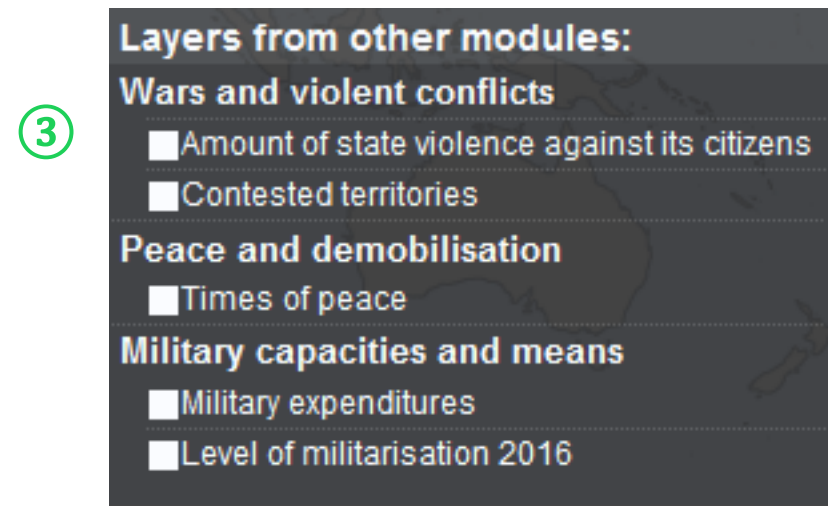 Layers from other modules:
Wars and violent conflicts
③
Amount of state violence against its citizens
Contested territories
Peace and demobilisation
Times of peace
Military capacities and means
Military expenditures
Level of militarisation 2016